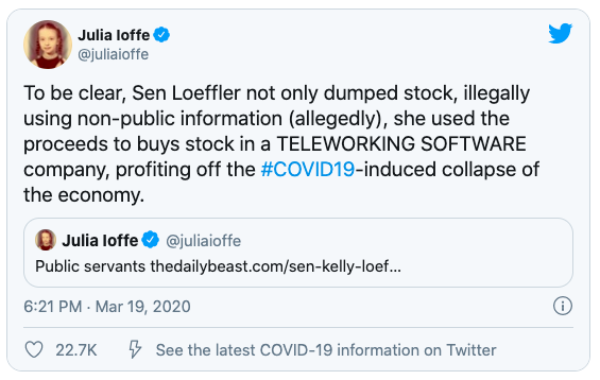 Julia Ioffe
@juliaioffe
To be clear, Sen Loeffler not only dumped stock, illegally
using non-public information (allegedly), she used the
proceeds to buys stock in a TELEWORKING SOFTWARE
company, profiting off the #COVID19-induced collapse of
the economy.
Julia Ioffe @juliaioffe
Public servants thedailybeast.com/sen-kelly-loef...
6:21 PM · Mar 19, 2020
22.7K See the latest COVID-19 information on Twitter